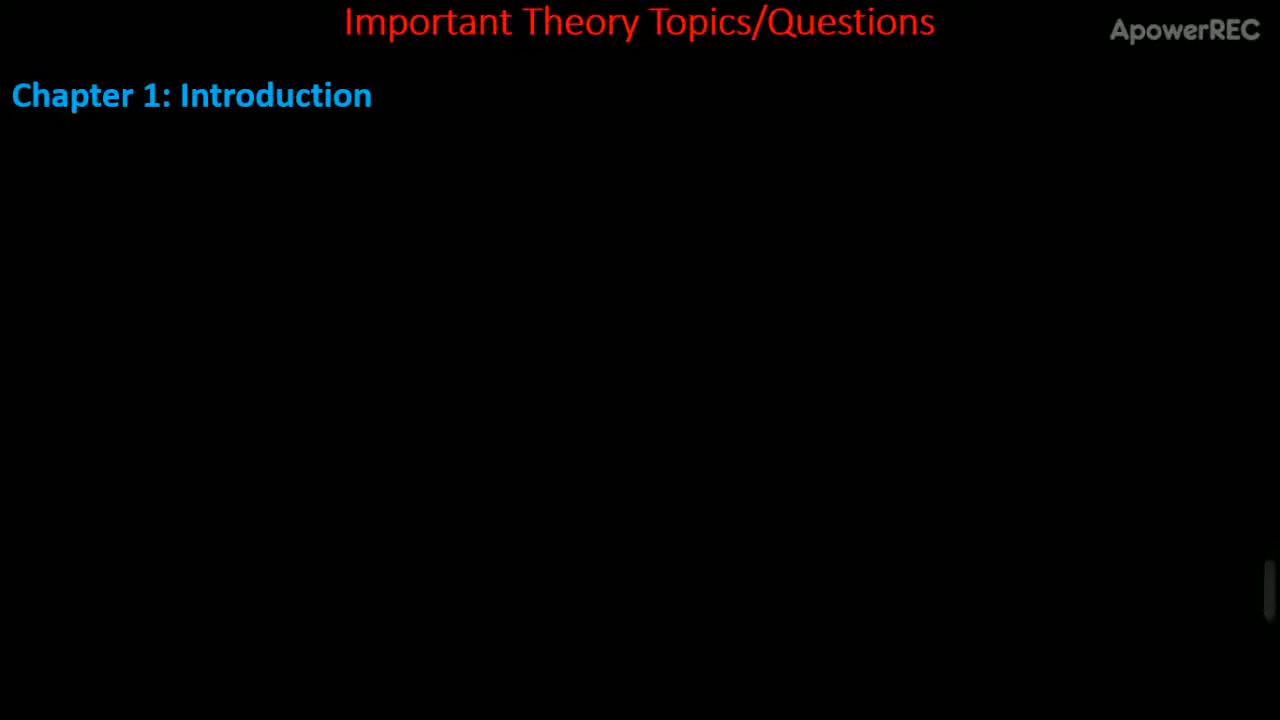 Important Theory Topics/Questions
ApowerREC
Chapter 1: Introduction